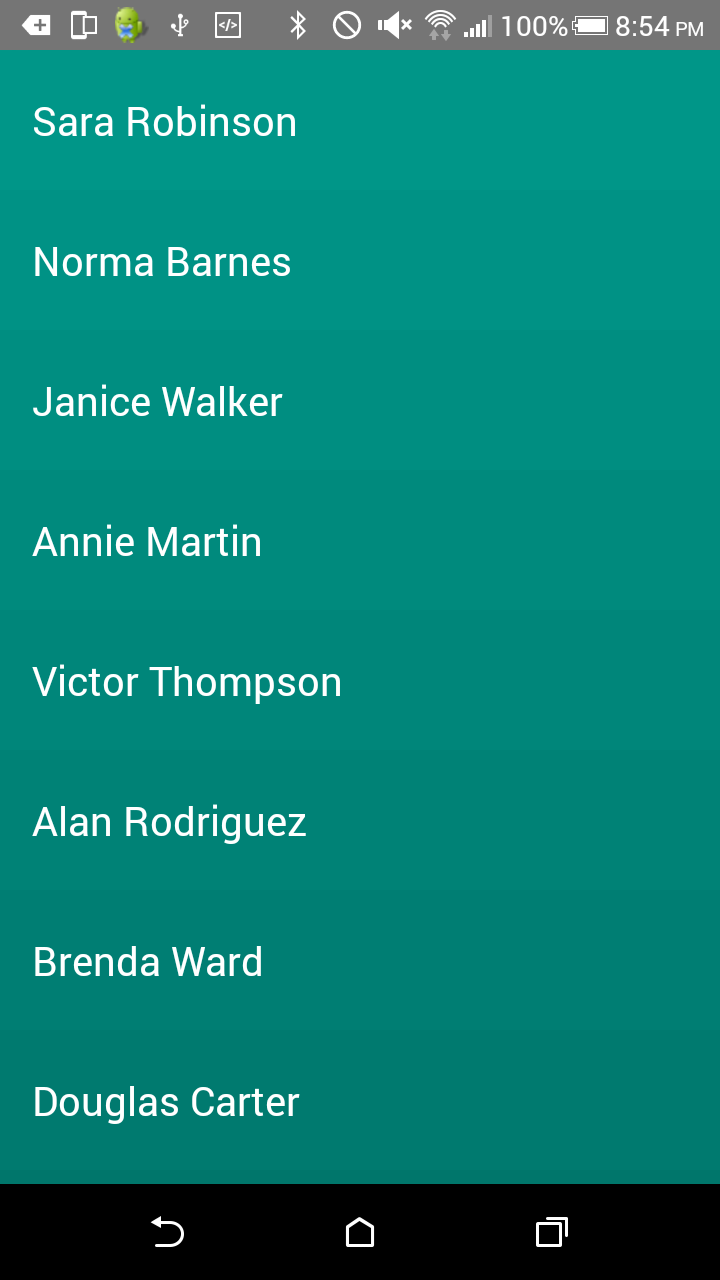 100% 8:54 PM
Sara Robinson
Norma Barnes
Janice Walker
Annie Martin
Victor Thompson
Alan Rodriguez
Brenda Ward
Douglas Carter